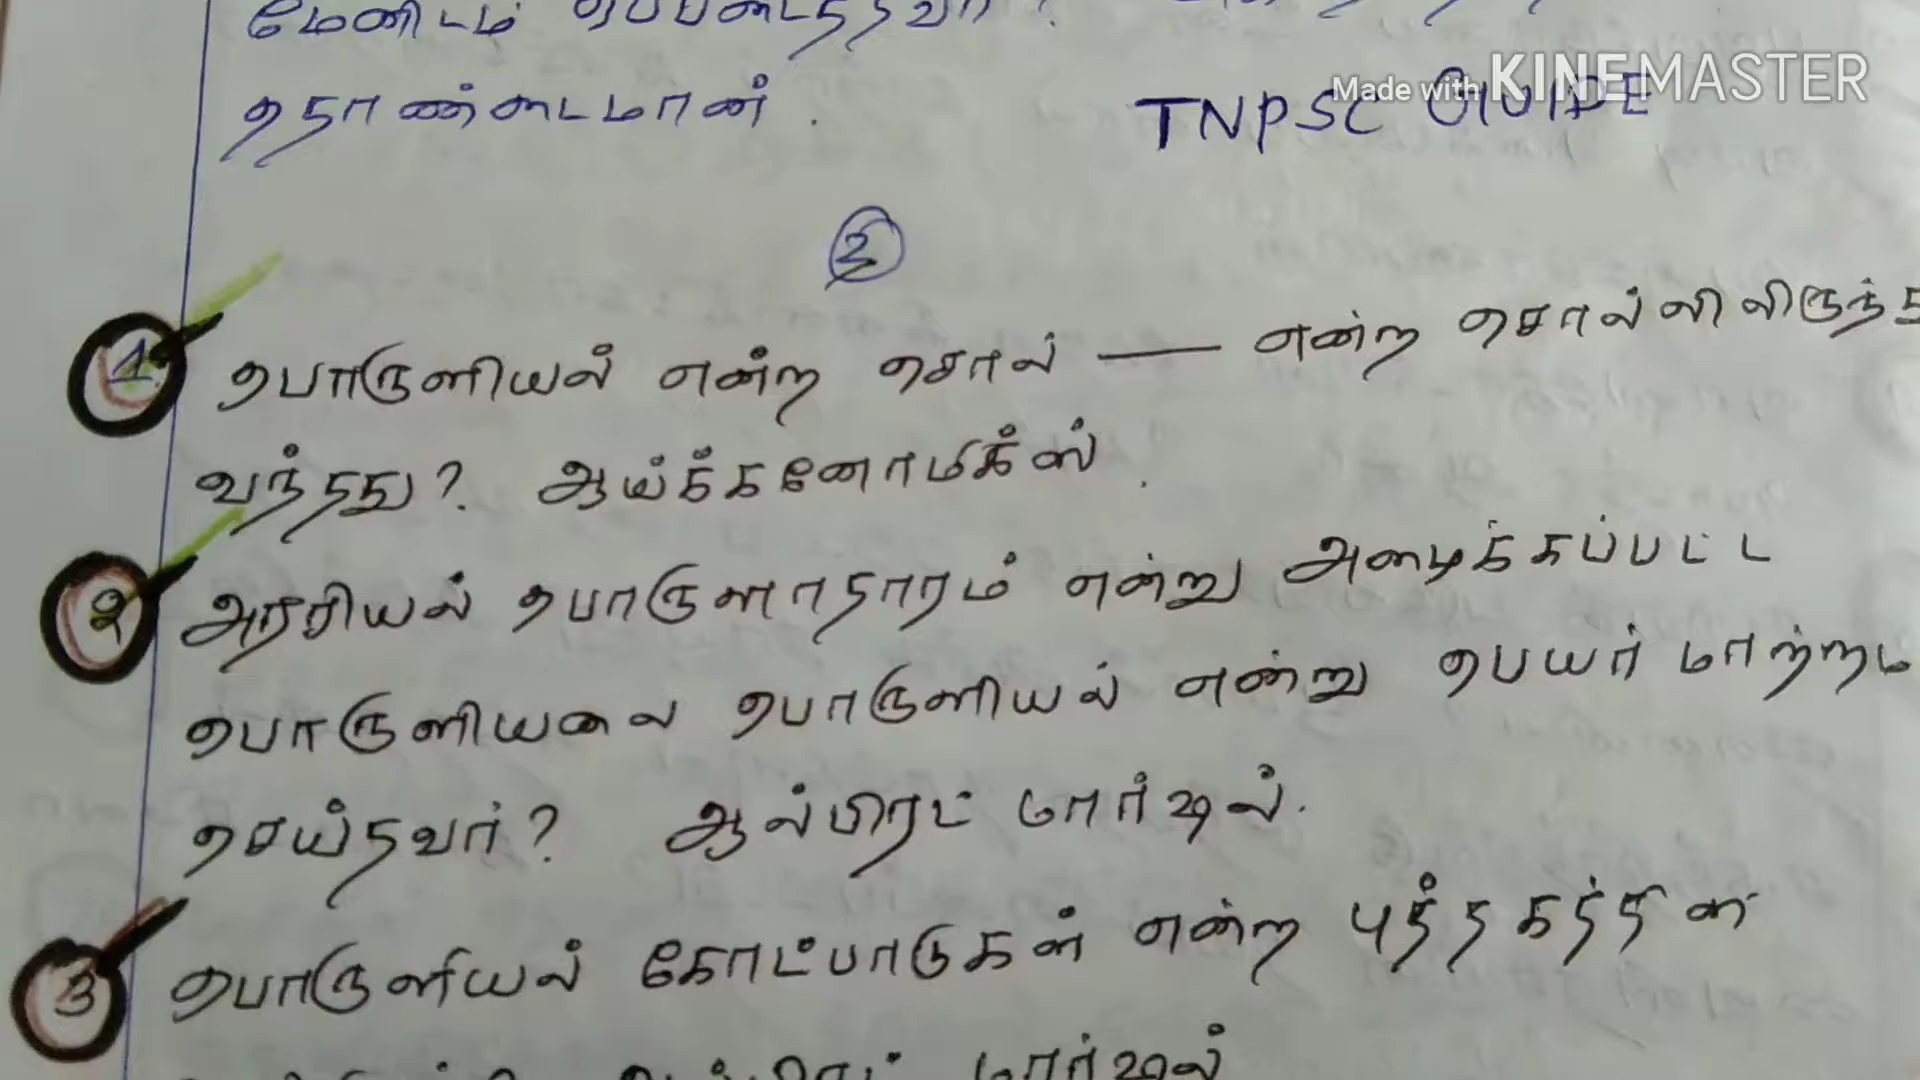 தொண்டைமான்.
Made with KINEMASTER
TNPSC GUIDE
2
1. பொருளியல் என்ற சொல் —— என்ற சொல்லிலிருந்து
வந்தது? ஆய்க்கனோமிக்ஸ்.
2 அரசியல் பொருளாதாரம் என்று அழைக்கப்பட்ட
பொருளியலை பொருளியல் என்று பெயர் மாற்றம்
செய்தவர்? ஆல்பிரட் மார்ஷல்.
3 பொருளியல் கோட்பாடுகள் என்ற புத்தகத்தின்
மார்ஷல்